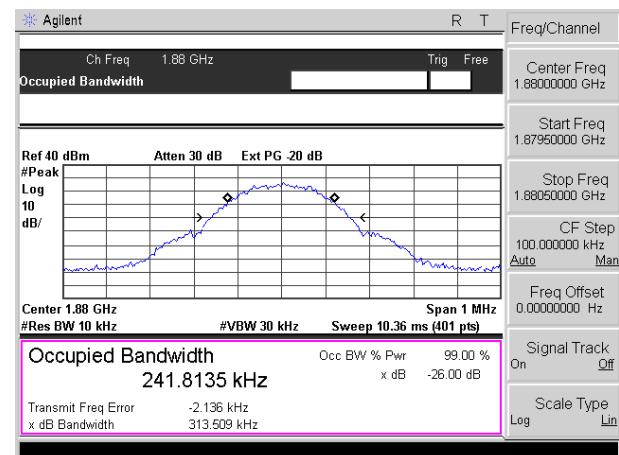 Agilent R T
Ch Freq 1.88 GHz Trig Free
Occupied Bandwidth
Ref 40 dBm Atten 30 dB Ext PG -20 dB
#Peak
Log
10
dB/
Center 1.88 GHz Span 1 MHz
#Res BW 10 kHz #VBW 30 kHz Sweep 10.36 ms (401 pts)
Occupied Bandwidth Occ BW % Pwr 99.00 %
241.8135 kHz x dB -26.00 dB
Transmit Freq Error -2.136 kHz
x dB Bandwidth 313.509 kHz
Freq/Channel
Center Freq
1.88000000 GHz
Start Freq
1.87950000 GHz
Stop Freq
1.88050000 GHz
CF Step
100.000000 kHz
Auto Man
Freq Offset
0.00000000 Hz
Signal Track
On Off
Scale Type
Log Lin